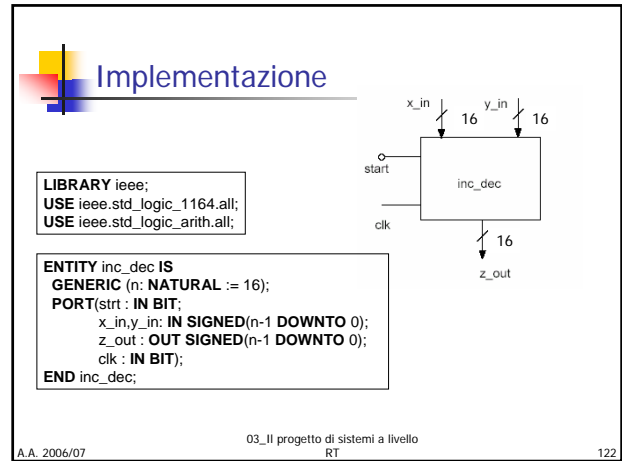 Implementazione
x_in y_in
16 16
start
inc_dec
clk
16
z_out
LIBRARY ieee;
USE ieee.std_logic_1164.all;
USE ieee.std_logic_arith.all;
ENTITY inc_dec IS
GENERIC (n: NATURAL := 16);
PORT(strt : IN BIT;
x_in,y_in: IN SIGNED(n-1 DOWNTO 0);
z_out : OUT SIGNED(n-1 DOWNTO 0);
clk : IN BIT);
END inc_dec;
A.A. 2006/07
03_Il progetto di sistemi a livello
RT
122